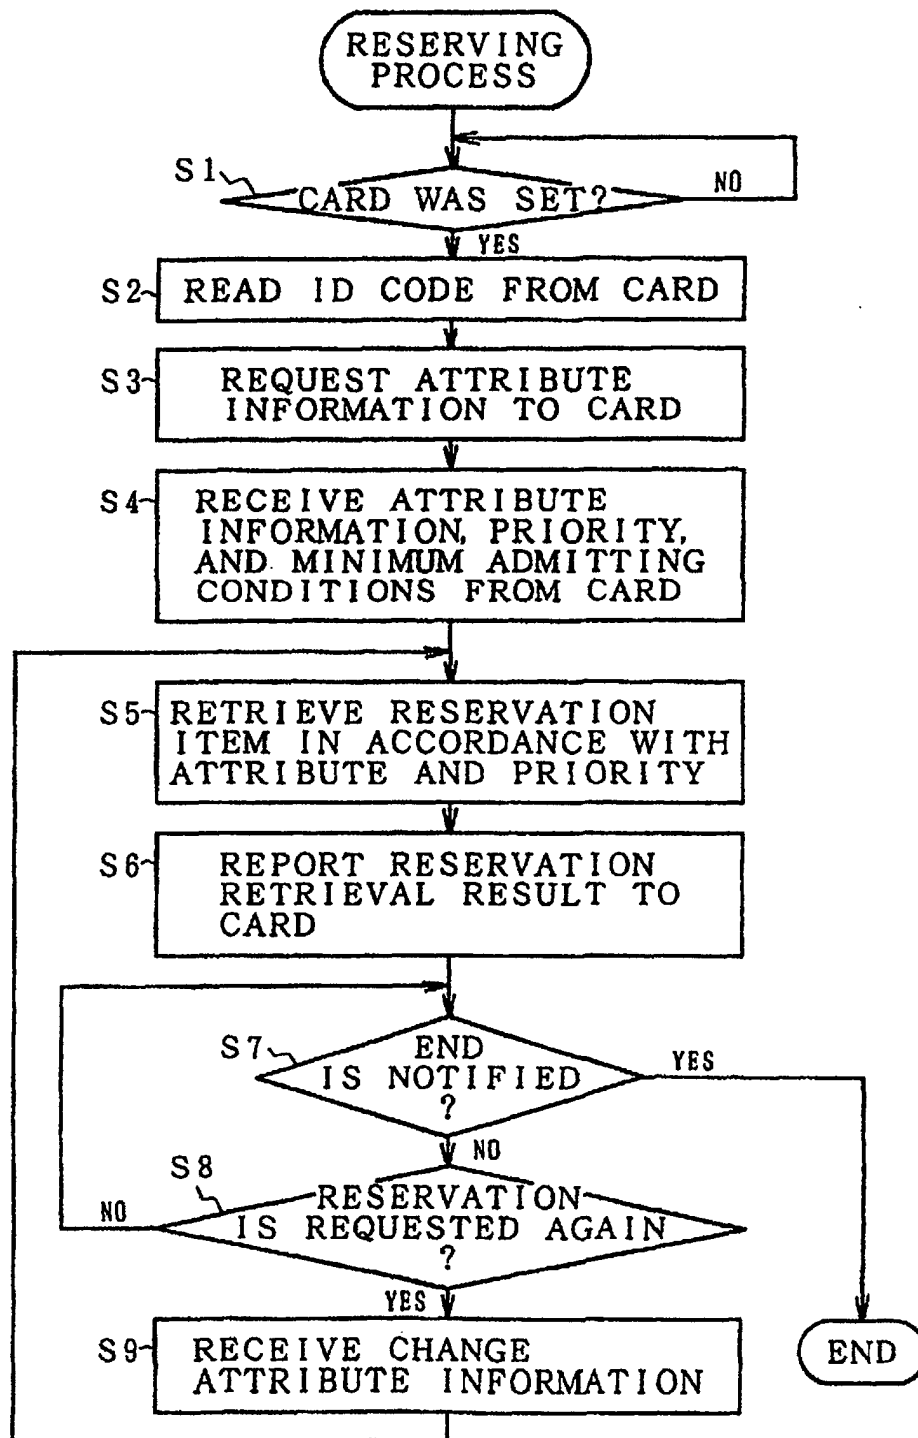 RESERVING
PROCESS
S1
CARD WAS SET?
NO
YES
S2
READ ID CODE FROM CARD
S3
REQUEST ATTRIBUTE
INFORMATION TO CARD
S4
RECEIVE ATTRIBUTE
INFORMATION, PRIORITY,
AND MINIMUM ADMITTING
CONDITIONS FROM CARD
S5
RETRIEVE RESERVATION
ITEM IN ACCORDANCE WITH
ATTRIBUTE AND PRIORITY
S6
REPORT RESERVATION
RETRIEVAL RESULT TO
CARD
S7
END
IS NOTIFIED
?
YES
NO
S8
RESERVATION
IS REQUESTED AGAIN
?
NO
YES
S9
RECEIVE CHANGE
ATTRIBUTE INFORMATION
END